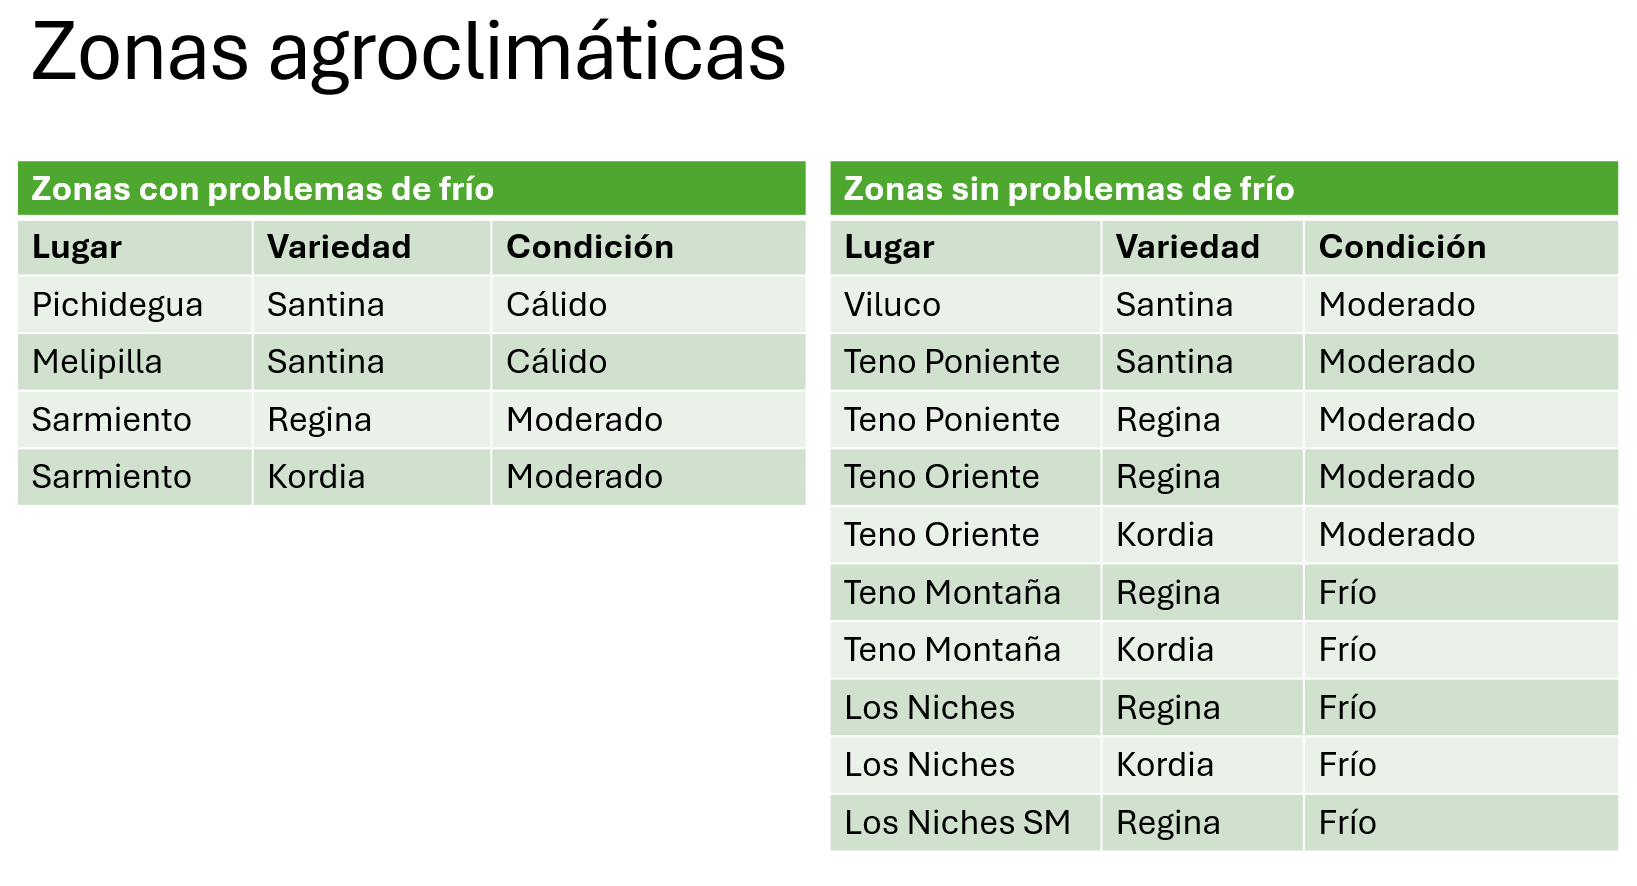 Zonas agroclimáticas
Zonas con problemas de frío
Lugar Variedad Condición
Pichidegua Santina Cálido
Melipilla Santina Cálido
Sarmiento Regina Moderado
Sarmiento Kordia Moderado
Zonas sin problemas de frío
Lugar Variedad Condición
Viluco Santina Moderado
Teno Poniente Santina Moderado
Teno Poniente Regina Moderado
Teno Oriente Regina Moderado
Teno Oriente Kordia Moderado
Teno Montaña Regina Frío
Teno Montaña Kordia Frío
Los Niches Regina Frío
Los Niches Kordia Frío
Los Niches SM Regina Frío